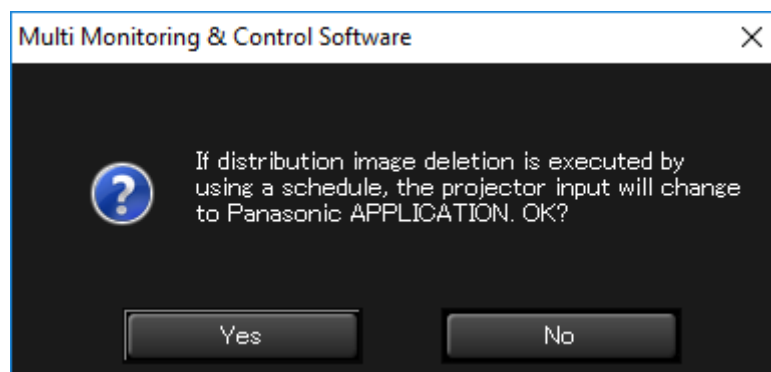 Multi Monitoring & Control Software
If distribution image deletion is executed by
using a schedule, the projector input will change
to Panasonic APPLICATION. OK?
Yes
No